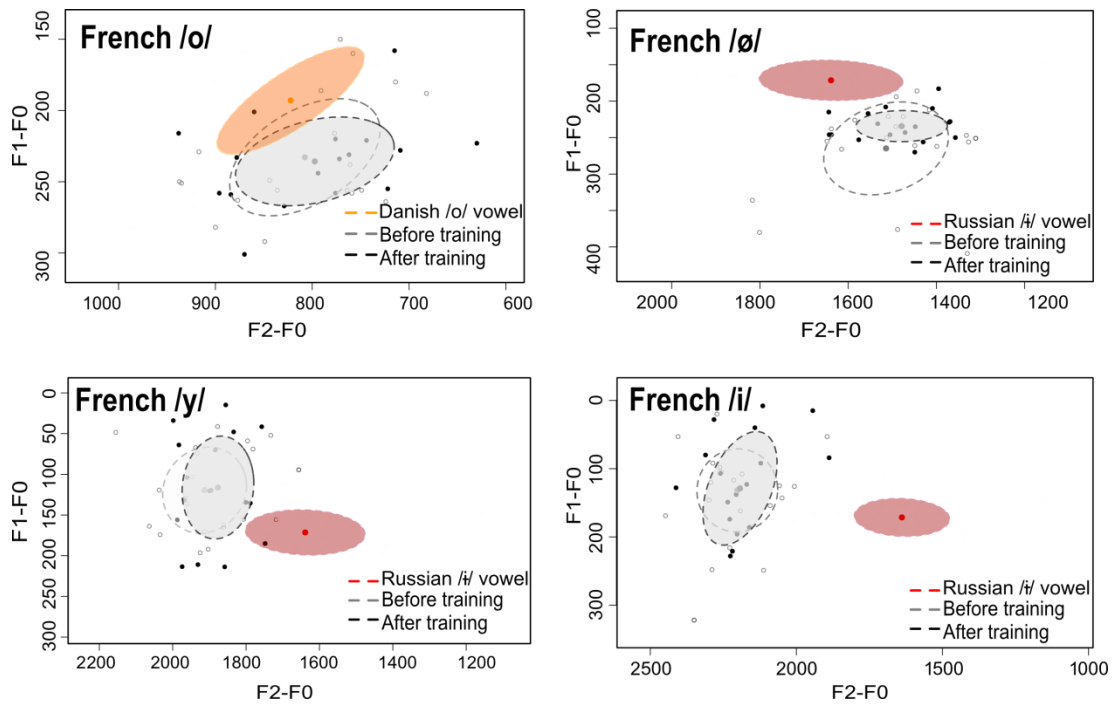 French /o/
150
200
250
300
F1-F0
Danish /o/ vowel
Before training
After training
1000
900
800
700
600
F2-F0
French /ø/
100
200
300
400
F1-F0
Russian /ɨ/ vowel
Before training
After training
2000
1800
1600
1400
1200
F2-F0
French /y/
0
50
100
150
200
250
300
F1-F0
Russian /ɨ/ vowel
Before training
After training
2200
2000
1800
1600
1400
1200
F2-F0
French /i/
0
100
200
300
F1-F0
Russian /ɨ/ vowel
Before training
After training
2500
2000
1500
1000
F2-F0